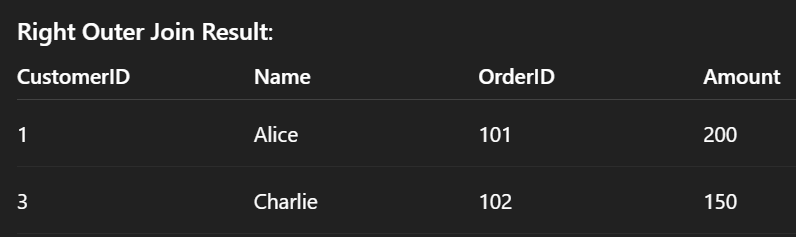 Right Outer Join Result:
CustomerID Name OrderID Amount
1 Alice 101 200
3 Charlie 102 150